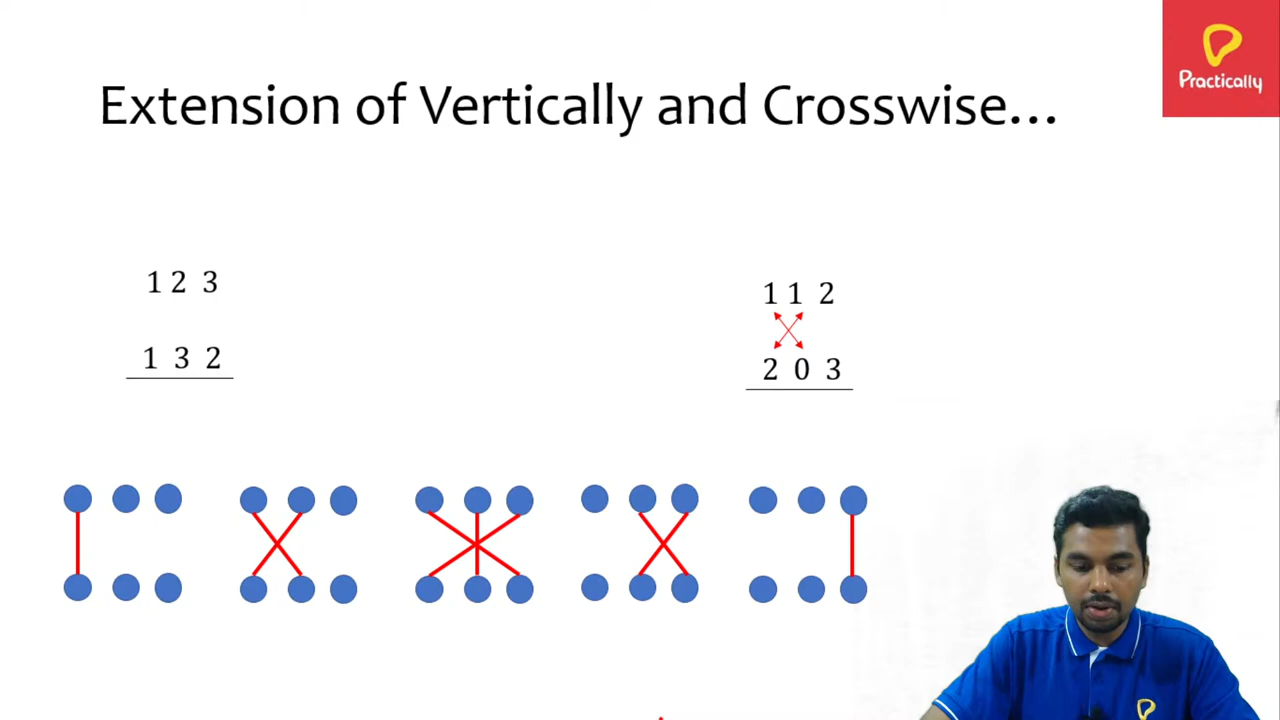 Practically
Extension of Vertically and Crosswise...
1 2 3
1 3 2
1 1 2
2 0 3